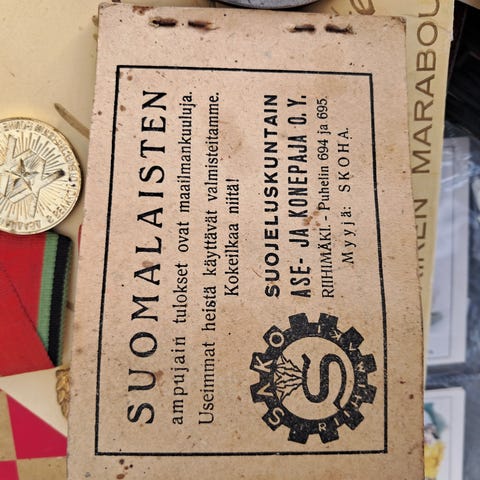 SUOMALAISTEN
ampujain tulokset ovat maailmankuuluja.
Useimmat heistä käyttävät valmisteitamme.
Kokeilkaa niitä!
SUOJELUSKUNTAIN
ASE- JA KONEPAJA O.Y.
RIIHIMÄKI. - Puhelin 694 ja 695.
Myyjä: SKOHA.
SAKO
S
RIIHIMÄKI
MARABOU